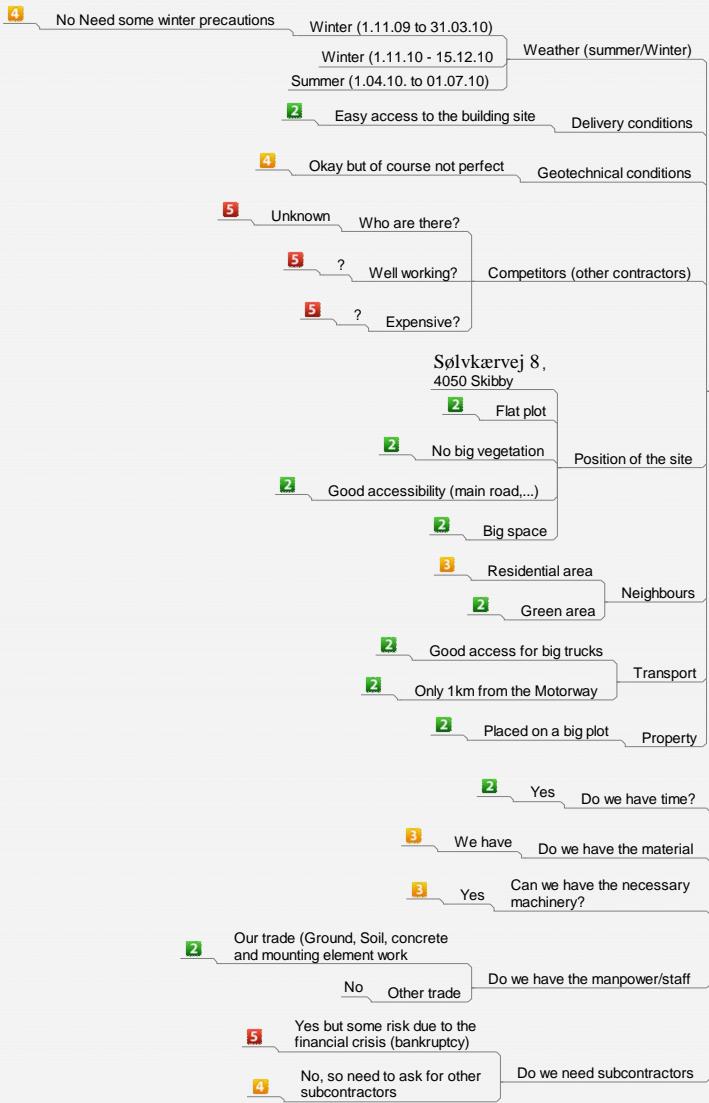 4
No Need some winter precautions
Winter (1.11.09 to 31.03.10)
Winter (1.11.10 - 15.12.10
Summer (1.04.10. to 01.07.10)
Weather (summer/Winter)
2
Easy access to the building site
Delivery conditions
4
Okay but of course not perfect
Geotechnical conditions
5
Unknown
Who are there?
5
?
Well working?
5
?
Expensive?
Competitors (other contractors)
Sølvkærvej 8,
4050 Skibby
2
Flat plot
2
No big vegetation
2
Good accessibility (main road,...)
2
Big space
Position of the site
3
Residential area
2
Green area
Neighbours
2
Good access for big trucks
2
Only 1km from the Motorway
Transport
2
Placed on a big plot
Property
2
Yes
Do we have time?
3
We have
Do we have the material
3
Yes
Can we have the necessary
machinery?
2
Our trade (Ground, Soil, concrete
and mounting element work
No
Other trade
Do we have the manpower/staff
5
Yes but some risk due to the
financial crisis (bankruptcy)
4
No, so need to ask for other
subcontractors
Do we need subcontractors